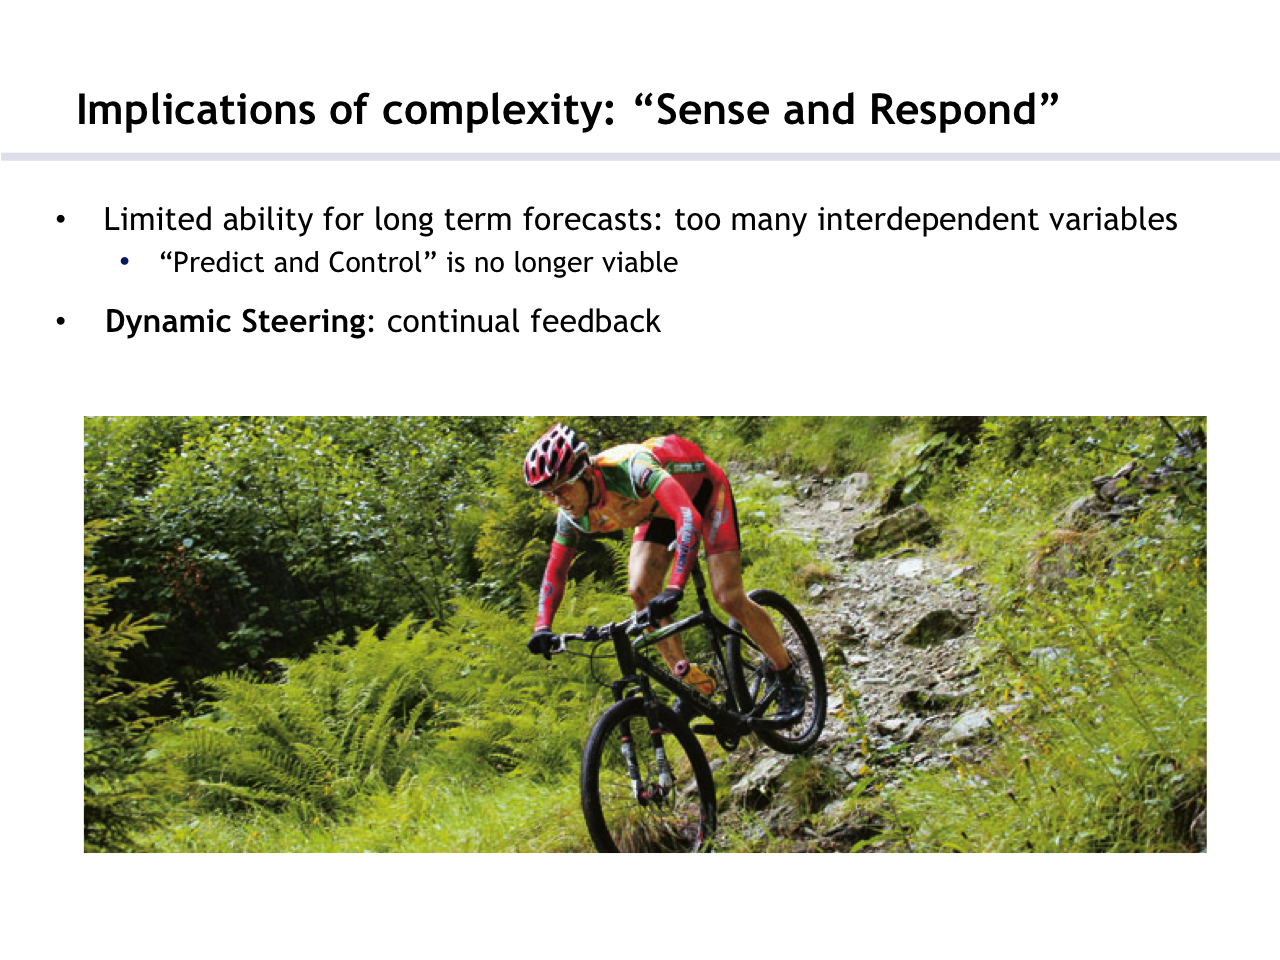 Implications of complexity: “Sense and Respond”
• Limited ability for long term forecasts: too many interdependent variables
• “Predict and Control” is no longer viable
• Dynamic Steering: continual feedback